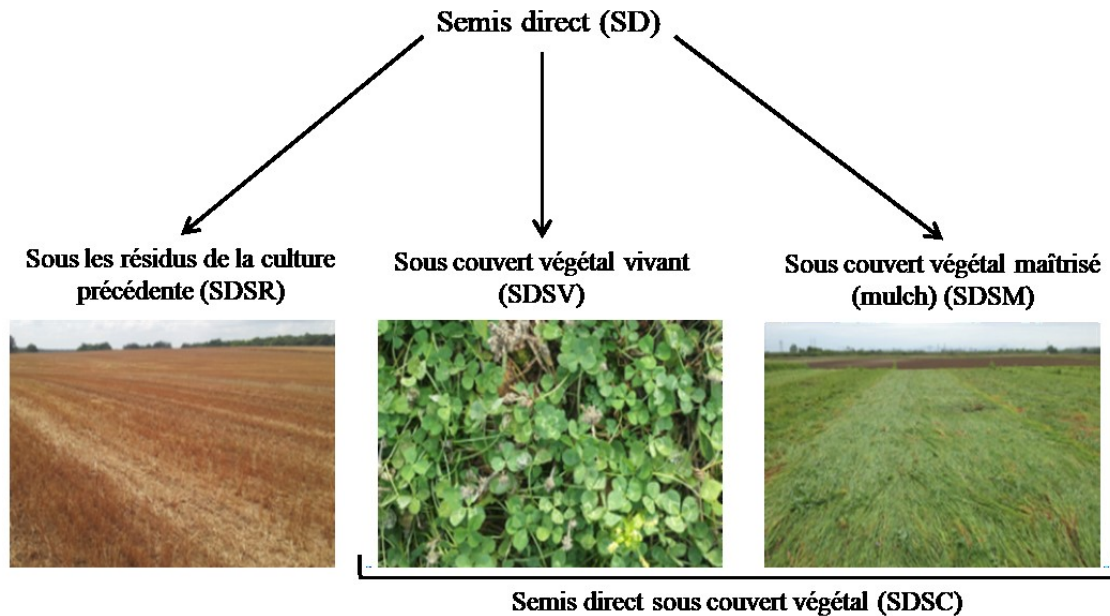 Semis direct (SD)
Sous les résidus de la culture
précédente (SDSR)
Sous couvert végétal vivant
(SDSV)
Sous couvert végétal maîtrisé
(mulch) (SDSM)
Semis direct sous couvert végétal (SDSC)